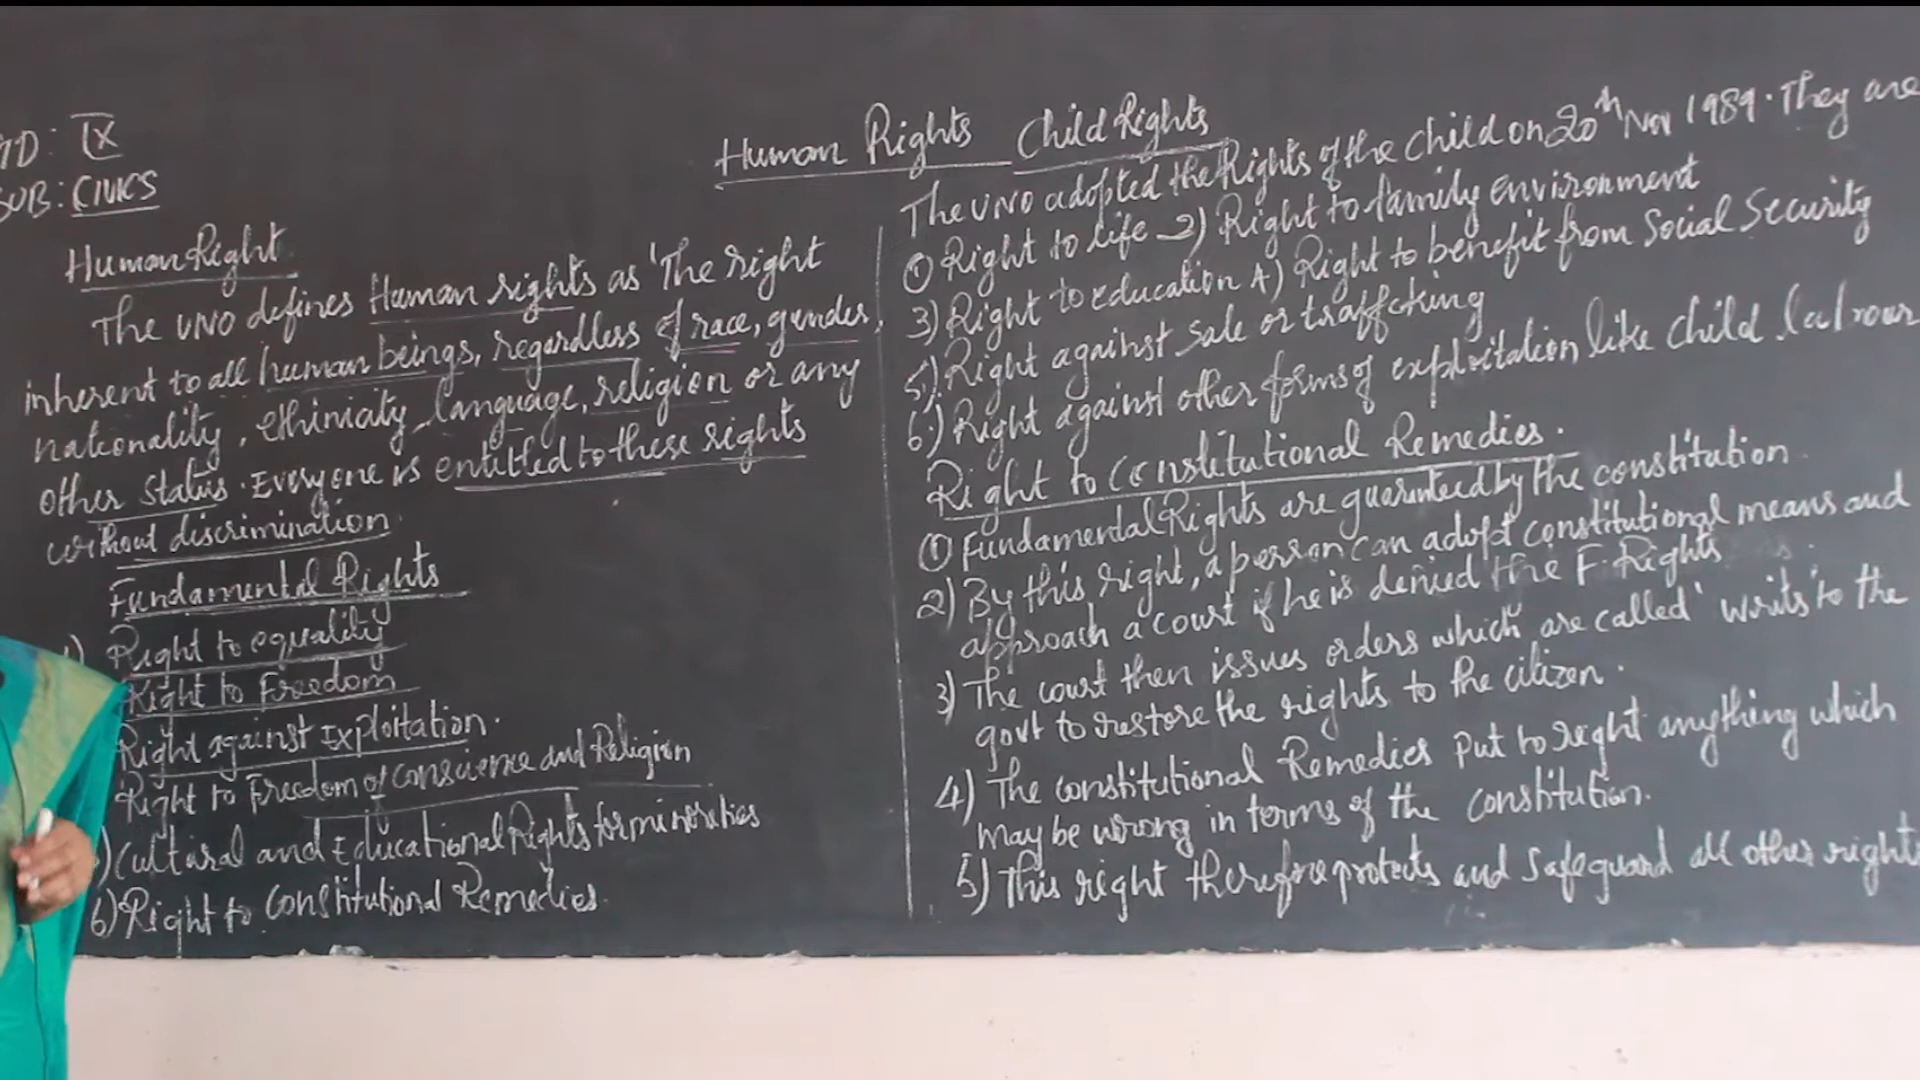 TD: IX
SUB: CIVICS
Human Rights
Human Right
The UNO defines Human rights as 'The right
inherent to all human beings, regardless of race, gender,
nationality, ethinicity, language, religion or any
other status. Everyone is entitled to these rights
without discrimination.
Fundamental Rights
1) Right to equality
Right to Freedom
Right against Exploitation.
Right to Freedom of conscience and Religion
) Cultural and Educational Rights for minorities
6) Right to Constitutional Remedies.
Child Rights
The UNO adopted the Rights of the child on 20th Nov 1989. They are
① Right to life 2) Right to family environment
3) Right to education 4) Right to benefit from Social Security
5) Right against sale or traffcking
6) Right against other forms of exploitation like child labour
Right to Constitutional Remedies.
① Fundamental Rights are guaranteed by the constitution.
2) By this right, a person can adopt constitutional means and
approach a court if he is denied the F. Rights
3) The court then issues orders which are called 'writs' to the
govt to restore the rights to the citizen.
4) The constitutional Remedies put to right anything which
may be wrong in terms of the constitution.
5) This right therefore protects and safeguard all other rights